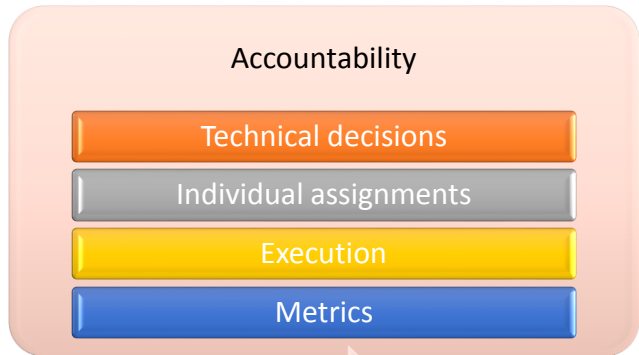 Accountability
Technical decisions
Individual assignments
Execution
Metrics